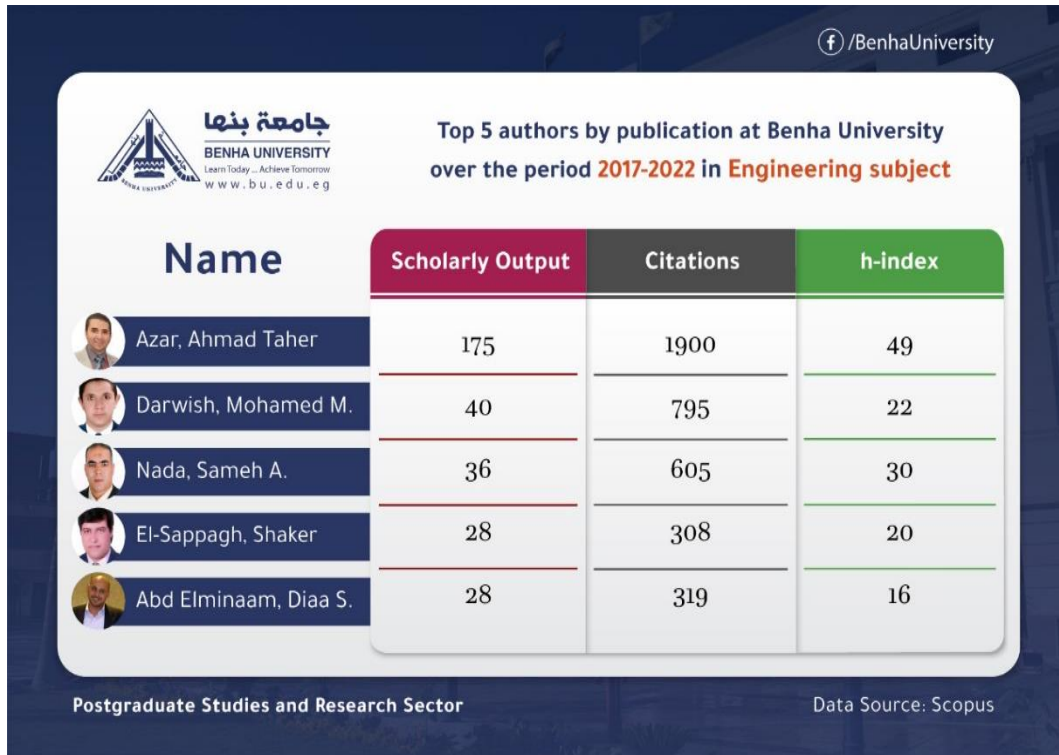 /BenhaUniversity
جامعة بنها
BENHA UNIVERSITY
Learn Today ... Achieve Tomorrow
www.bu.edu.eg
BENHA UNIVERSITY
Top 5 authors by publication at Benha University
over the period 2017-2022 in Engineering subject
Name Scholarly Output Citations h-index
Azar, Ahmad Taher 175 1900 49
Darwish, Mohamed M. 40 795 22
Nada, Sameh A. 36 605 30
El-Sappagh, Shaker 28 308 20
Abd Elminaam, Diaa S. 28 319 16
Postgraduate Studies and Research Sector
Data Source: Scopus